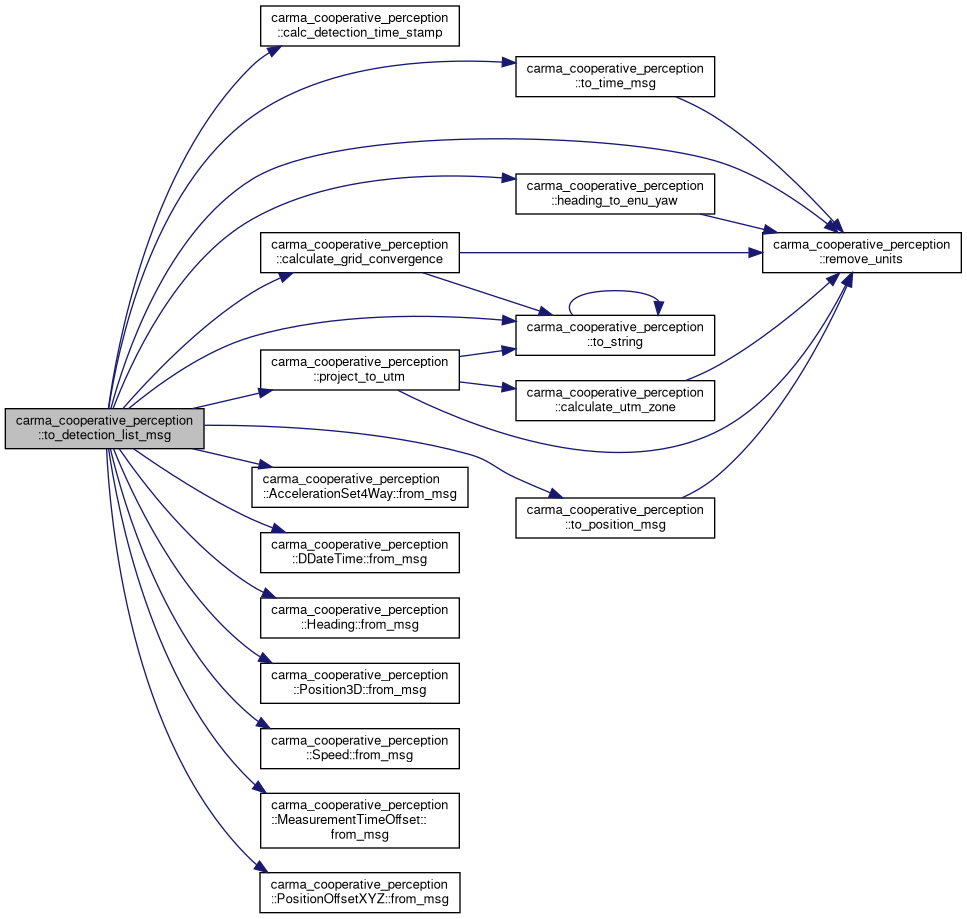 carma_cooperative_perception
::calc_detection_time_stamp
carma_cooperative_perception
::to_time_msg
carma_cooperative_perception
::heading_to_enu_yaw
carma_cooperative_perception
::calculate_grid_convergence
carma_cooperative_perception
::remove_units
carma_cooperative_perception
::to_string
carma_cooperative_perception
::project_to_utm
carma_cooperative_perception
::calculate_utm_zone
carma_cooperative_perception
::to_detection_list_msg
carma_cooperative_perception
::AccelerationSet4Way::from_msg
carma_cooperative_perception
::to_position_msg
carma_cooperative_perception
::DDateTime::from_msg
carma_cooperative_perception
::Heading::from_msg
carma_cooperative_perception
::Position3D::from_msg
carma_cooperative_perception
::Speed::from_msg
carma_cooperative_perception
::MeasurementTimeOffset::
from_msg
carma_cooperative_perception
::PositionOffsetXYZ::from_msg